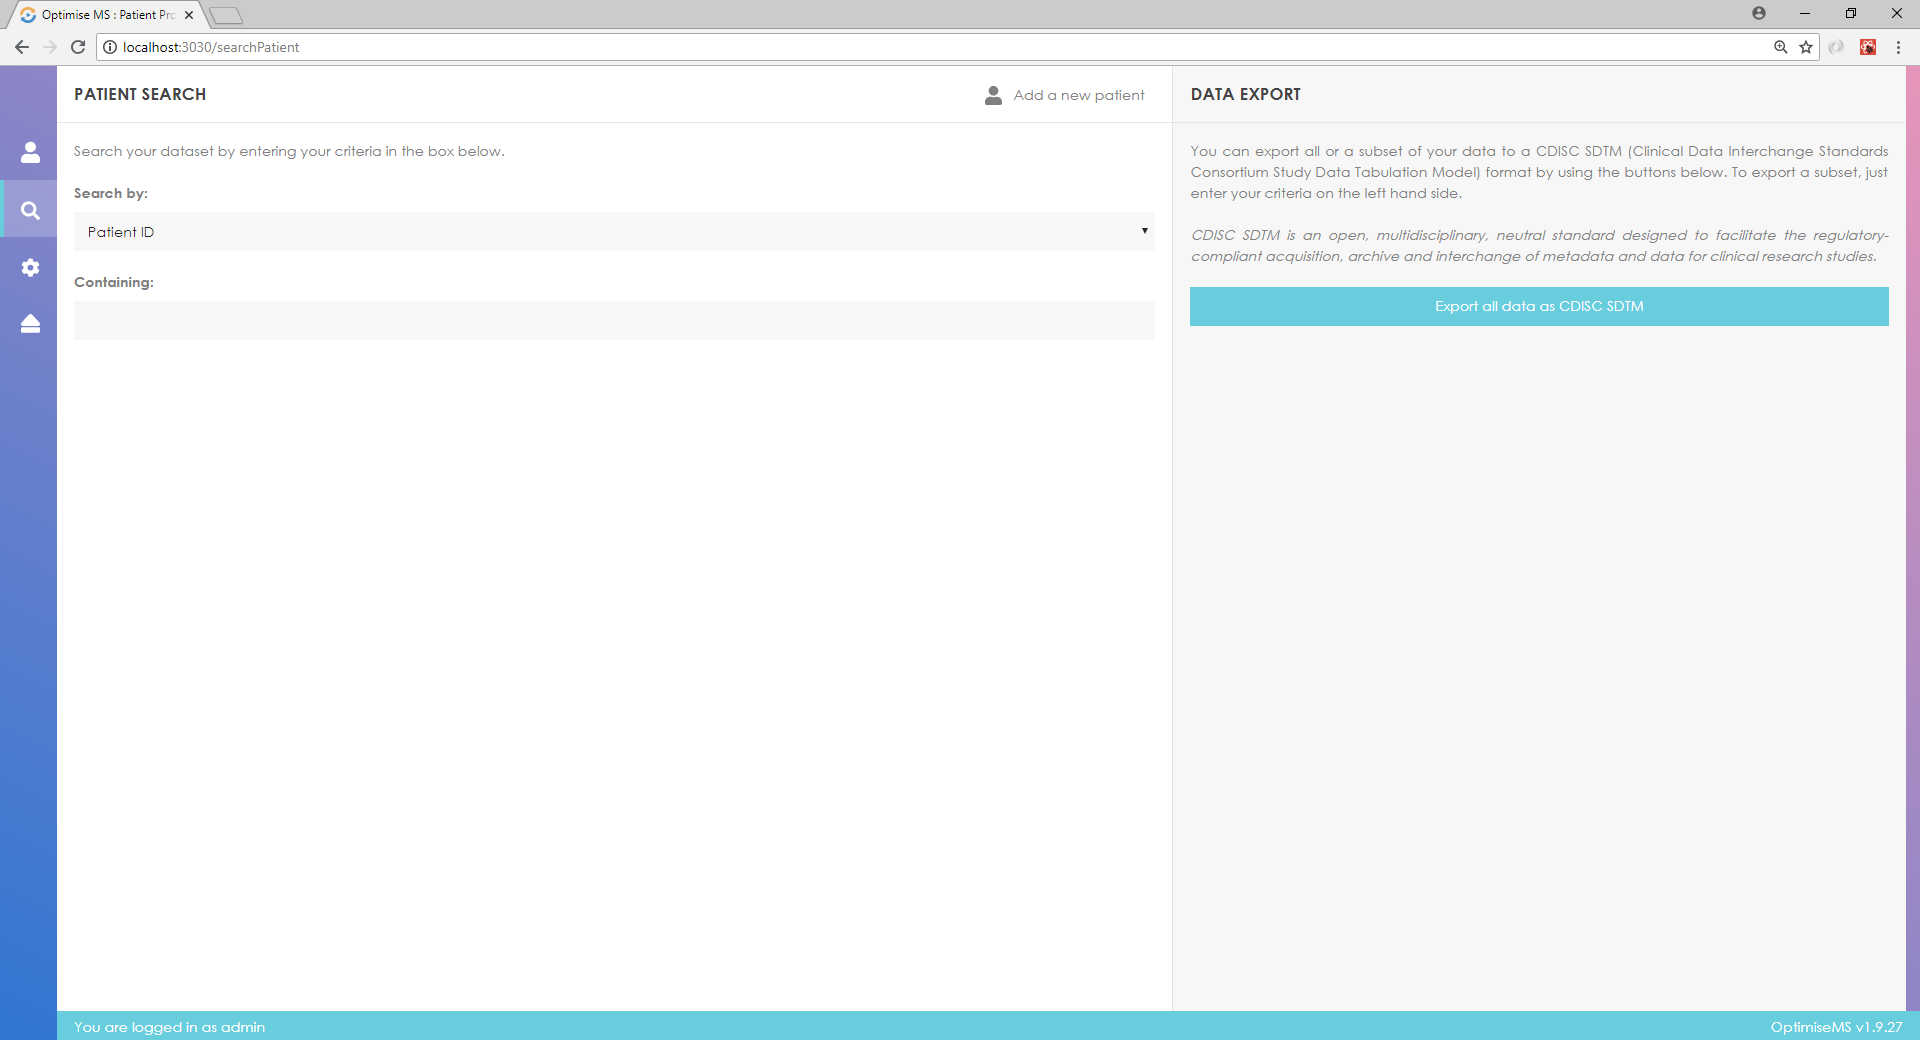 Optimise MS : Patient Pro
localhost:3030/searchPatient
PATIENT SEARCH
Add a new patient
Search your dataset by entering your criteria in the box below.
Search by:
Patient ID
Containing:
DATA EXPORT
You can export all or a subset of your data to a CDISC SDTM (Clinical Data Interchange Standards
Consortium Study Data Tabulation Model) format by using the buttons below. To export a subset, just
enter your criteria on the left hand side.
CDISC SDTM is an open, multidisciplinary, neutral standard designed to facilitate the regulatory-
compliant acquisition, archive and interchange of metadata and data for clinical research studies.
Export all data as CDISC SDTM
You are logged in as admin
OptimiseMS v1.9.27